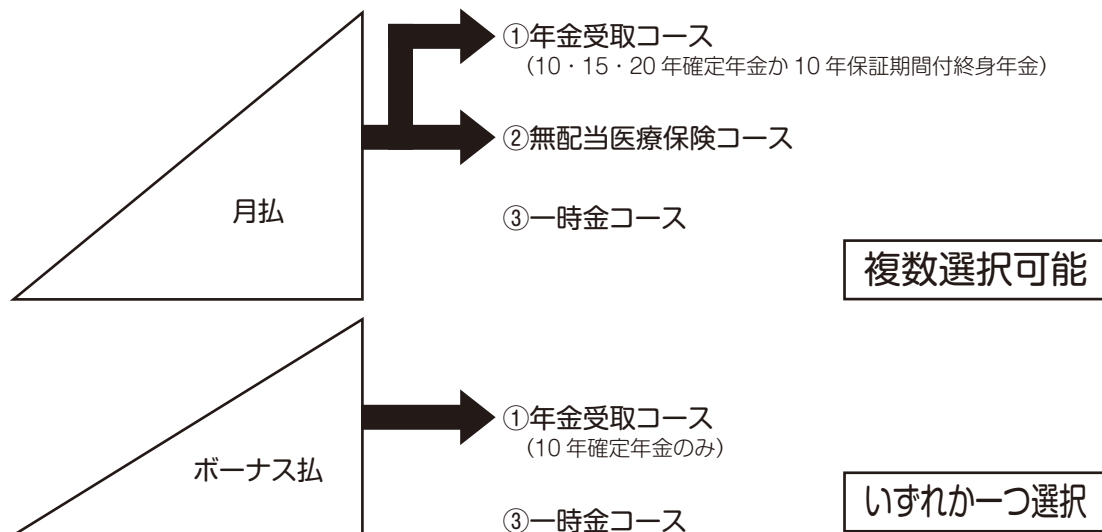 ①年金受取コース
（10・15・20 年確定年金か 10 年保証期間付終身年金）
②無配当医療保険コース
月払
③一時金コース
複数選択可能
①年金受取コース
（10 年確定年金のみ）
ボーナス払
いずれか一つ選択
③一時金コース